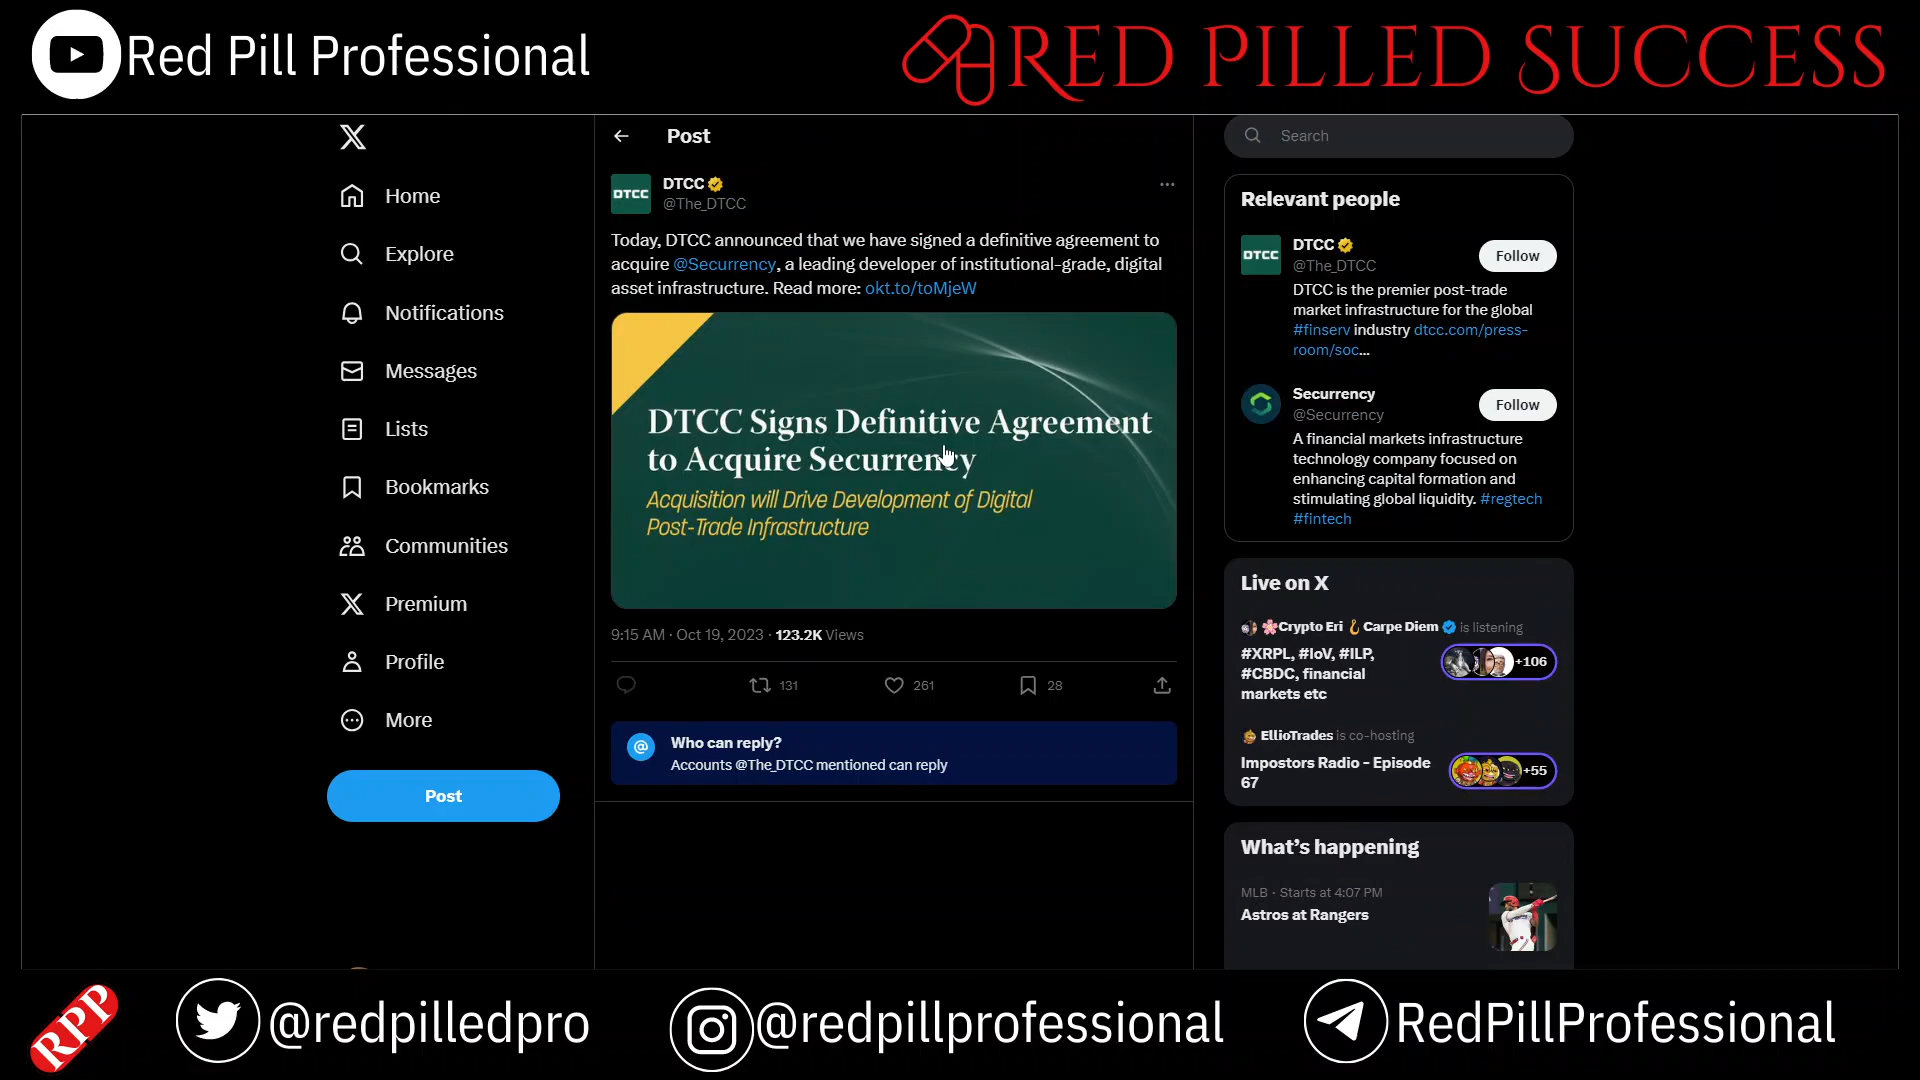 Red Pill Professional
RED PILLED SUCCESS
Home
Explore
Notifications
Messages
Lists
Bookmarks
Communities
Premium
Profile
More
Post
Post
DTCC
DTCC
@The_DTCC
Today, DTCC announced that we have signed a definitive agreement to
acquire @Securrency, a leading developer of institutional-grade, digital
asset infrastructure. Read more: okt.to/toMjeW
DTCC Signs Definitive Agreement
to Acquire Securrency
Acquisition will Drive Development of Digital
Post-Trade Infrastructure
9:15 AM · Oct 19, 2023 · 123.2K Views
131
261
28
Who can reply?
Accounts @The_DTCC mentioned can reply
Search
Relevant people
DTCC
DTCC
@The_DTCC
Follow
DTCC is the premier post-trade
market infrastructure for the global
#finserv industry dtcc.com/press-
room/soc...
Securrency
@Securrency
Follow
A financial markets infrastructure
technology company focused on
enhancing capital formation and
stimulating global liquidity. #regtech
#fintech
Live on X
Crypto Eri Carpe Diem is listening
#XRPL, #IoV, #ILP,
#CBDC, financial
markets etc
+106
EllioTrades is co-hosting
Impostors Radio - Episode
67
+55
What's happening
MLB · Starts at 4:07 PM
Astros at Rangers
RPP
@redpilledpro
@redpillprofessional
RedPillProfessional